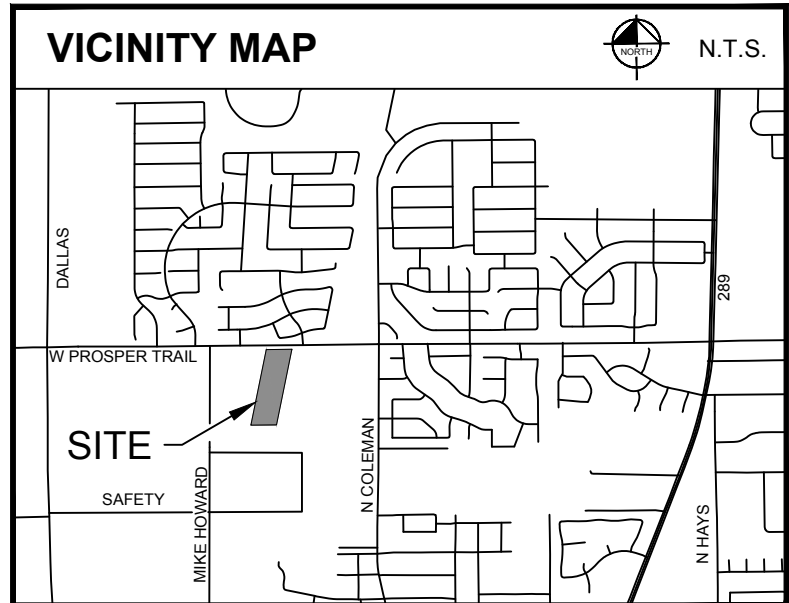 VICINITY MAP
NORTH
N.T.S.
DALLAS
289
W PROSPER TRAIL
SITE
N COLEMAN
SAFETY
MIKE HOWARD
N HAYS